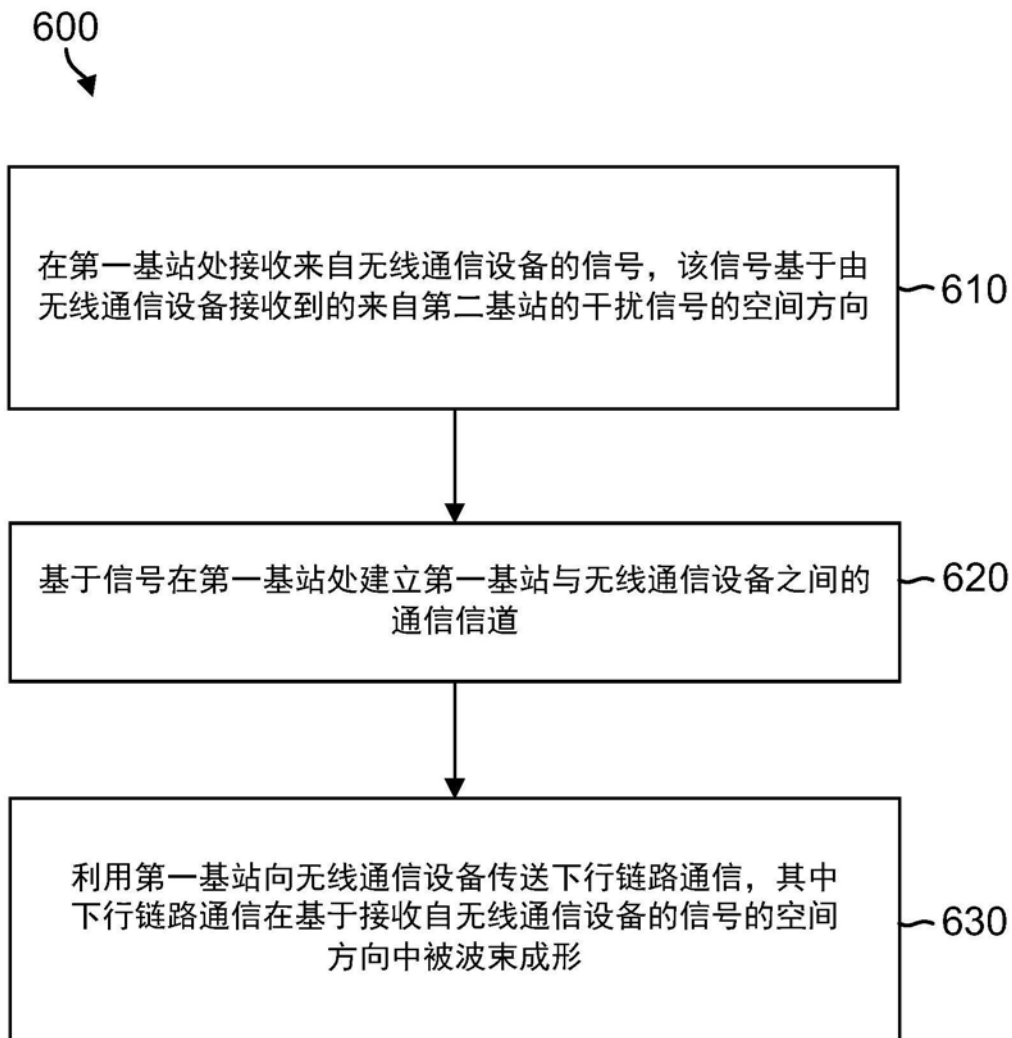 600
在第一基站处接收来自无线通信设备的信号，该信号基于由
无线通信设备接收到的来自第二基站的干扰信号的空间方向
610
基于信号在第一基站处建立第一基站与无线通信设备之间的
通信信道
620
利用第一基站向无线通信设备传送下行链路通信，其中
下行链路通信在基于接收自无线通信设备的信号的空间
方向中被波束成形
630